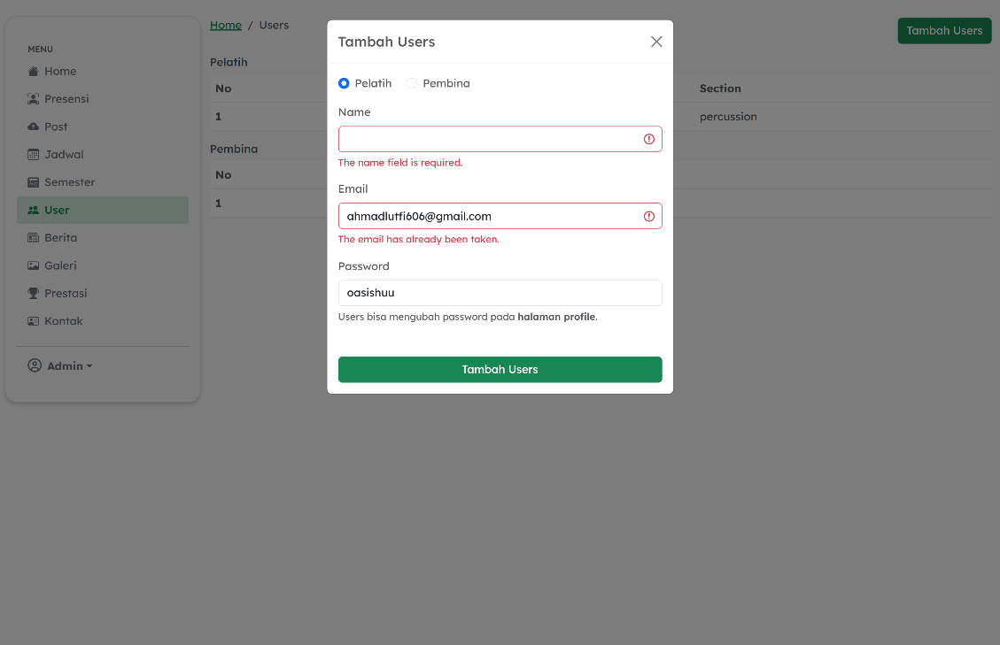 MENU
Home
Presensi
Post
Jadwal
Semester
User
Berita
Galeri
Prestasi
Kontak
Admin
Home / Users
Tambah Users
Pelatih
No
Section
1
percussion
Pembina
No
1
Tambah Users
Pelatih Pembina
Name
The name field is required.
Email
ahmadlutfi606@gmail.com
The email has already been taken.
Password
oasishuu
Users bisa mengubah password pada halaman profile.
Tambah Users